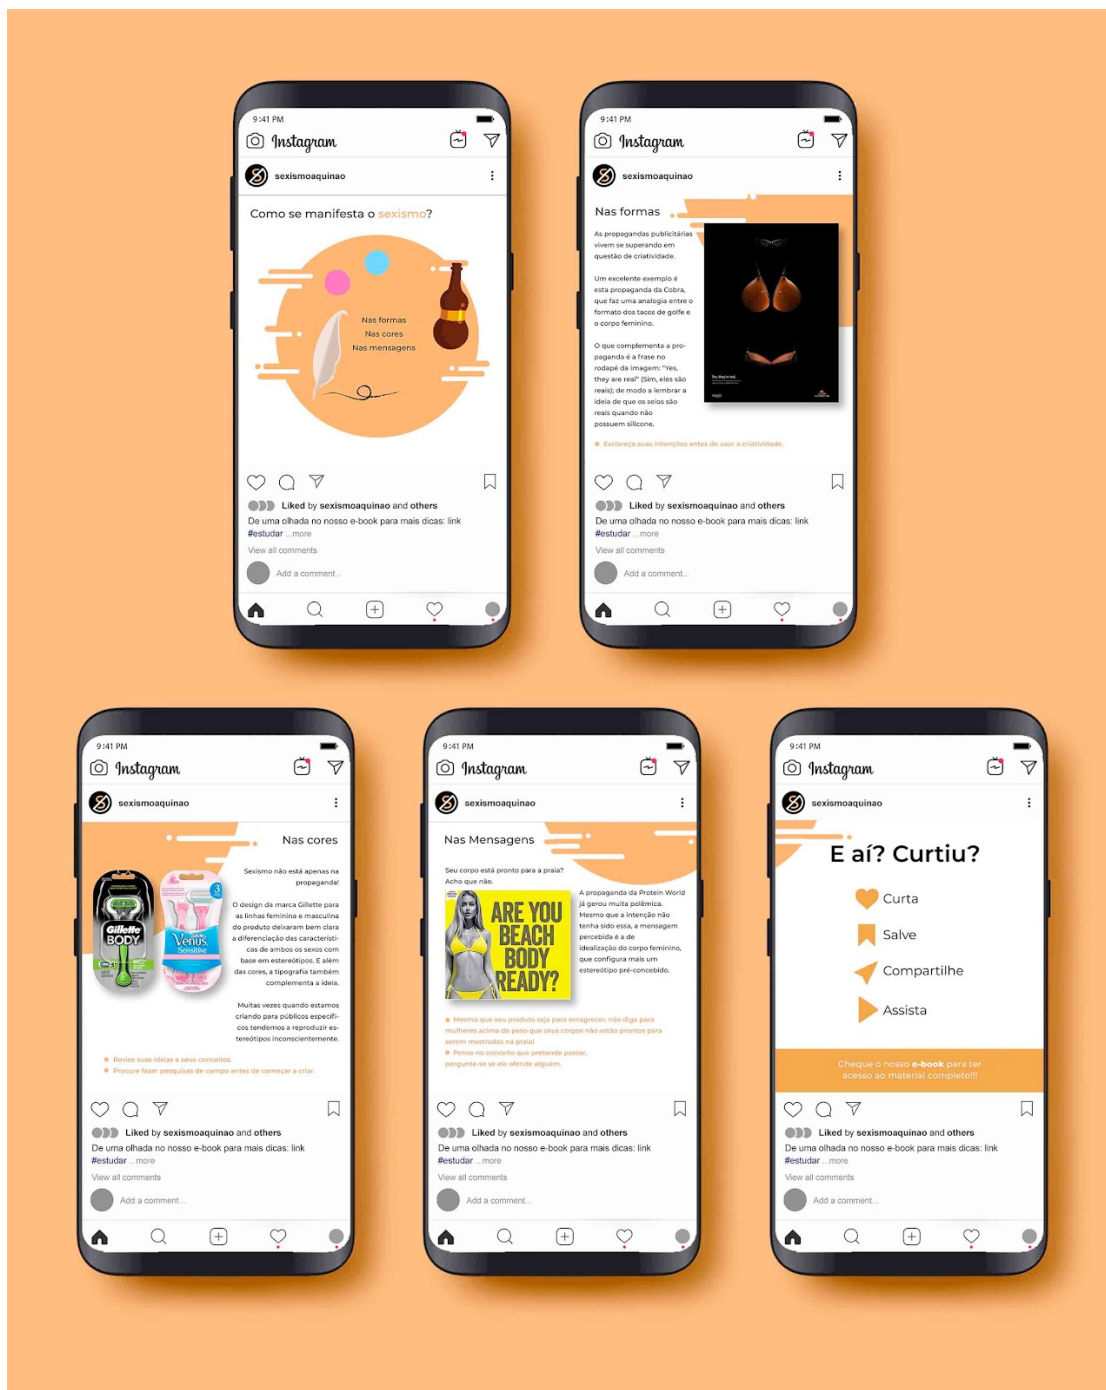 9:41 PM
Instagram
sexismoaquinao
Como se manifesta o sexismo?
Nas formas
Nas cores
Nas mensagens
Liked by sexismoaquinao and others
De uma olhada no nosso e-book para mais dicas: link
#estudar ...more
View all comments
Add a comment...
9:41 PM
Instagram
sexismoaquinao
Nas formas
As propagandas publicitárias
vivem se superando em
questão de criatividade.
Um excelente exemplo é
esta propaganda da Cobra,
que faz uma analogia entre o
formato dos tacos de golfe e
o corpo feminino.
O que complementa a pro-
paganda é a frase no
rodapé da imagem; "Yes,
they are real" (Sim, eles são
reais); de modo a lembrar a
ideia de que os seios são
reais quando não
possuem silicone.
Yes, they're real.
Esclareça suas intenções antes de usar a criatividade.
Liked by sexismoaquinao and others
De uma olhada no nosso e-book para mais dicas: link
#estudar ...more
View all comments
Add a comment...
9:41 PM
Instagram
sexismoaquinao
Nas cores
Sexismo não está apenas na
propaganda!
O design da marca Gillette para
as linhas feminina e masculina
do produto deixaram bem clara
a diferenciação das característi-
cas de ambos os sexos com
base em estereótipos. E além
das cores, a tipografia também
complementa a ideia.
Muitas vezes quando estamos
criando para públicos específi-
cos tendemos a reproduzir es-
tereótipos inconscientemente.
Gillette
BODY
3
Venus
Sensitive
Revise suas ideias e seus conceitos.
Procure fazer pesquisas de campo antes de começar a criar.
Liked by sexismoaquinao and others
De uma olhada no nosso e-book para mais dicas: link
#estudar ...more
View all comments
Add a comment...
9:41 PM
Instagram
sexismoaquinao
Nas Mensagens
Seu corpo está pronto para a praia?
Acho que não.
ARE YOU
BEACH
BODY
READY?
A propaganda da Protein World
já gerou muita polêmica.
Mesmo que a intenção não
tenha sido essa, a mensagem
percebida é a de
idealização do corpo feminino,
que configura mais um
estereótipo pré-concebido.
Mesmo que seu produto seja para emagrecer, não diga para
mulheres acima do peso que seus corpos não estão prontos para
serem mostrados na praia!
Pense no conceito que pretende passar,
pergunte-se se ele ofende alguém.
Liked by sexismoaquinao and others
De uma olhada no nosso e-book para mais dicas: link
#estudar ...more
View all comments
Add a comment...
9:41 PM
Instagram
sexismoaquinao
E aí? Curtiu?
Curta
Salve
Compartilhe
Assista
Cheque o nosso e-book para ter
acesso ao material completo!!!
Liked by sexismoaquinao and others
De uma olhada no nosso e-book para mais dicas: link
#estudar ...more
View all comments
Add a comment...